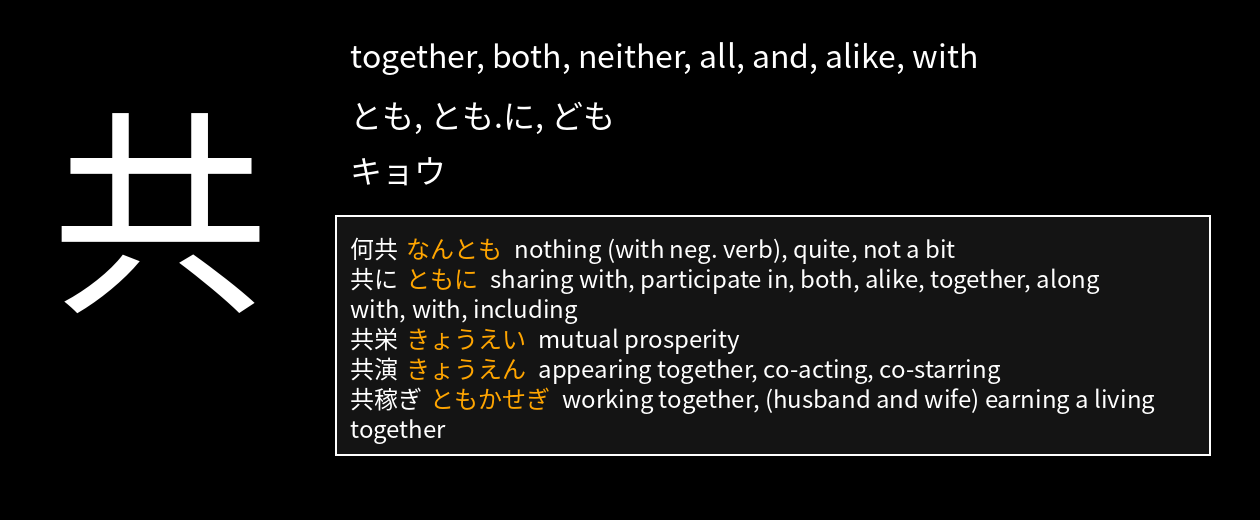 共
together, both, neither, all, and, alike, with
とも, とも.に, ども
キョウ
何共 なんとも nothing (with neg. verb), quite, not a bit
共に ともに sharing with, participate in, both, alike, together, along
with, with, including
共栄 きょうえい mutual prosperity
共演 きょうえん appearing together, co-acting, co-starring
共稼ぎ ともかせぎ working together, (husband and wife) earning a living
together